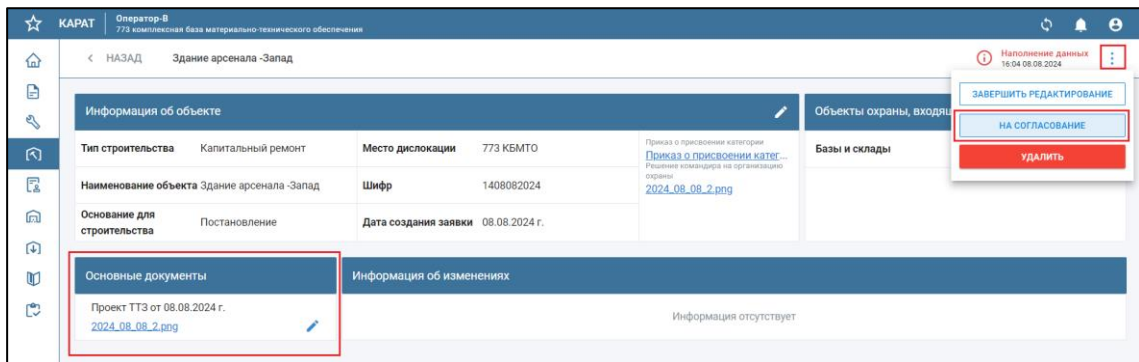 КАРАТ
Оператор-В
773 комплексная база материально-технического обеспечения
< НАЗАД
Здание арсенала -Запад
Наполнение данных
16:04 08.08.2024
ЗАВЕРШИТЬ РЕДАКТИРОВАНИЕ
НА СОГЛАСОВАНИЕ
УДАЛИТЬ
Информация об объекте
Объекты охраны, входящ
Тип строительства Капитальный ремонт
Место дислокации 773 КБМТО
Приказ о присвоении категории
Приказ о присвоении катег...
Решение командира на организацию
охраны
2024_08_08_2.png
Базы и склады
Наименование объекта Здание арсенала -Запад
Шифр 1408082024
Основание для
строительства
Постановление
Дата создания заявки 08.08.2024 г.
Основные документы
Информация об изменениях
Проект ТТЗ от 08.08.2024 г.
2024_08_08_2.png
Информация отсутствует